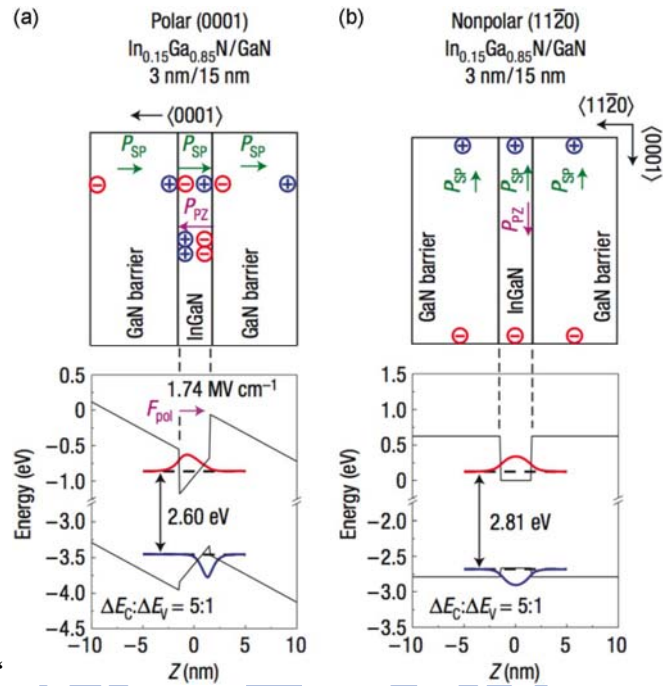 (a)
Polar (0001)
In0.15Ga0.85N/GaN
3 nm/15 nm
⟨0001⟩
PSP PSP PSP
− + − + − +
PPZ
+ −
+ −
GaN barrier InGaN GaN barrier
0.5
0
−0.5
−1.0
−3.0
−3.5
−4.0
−4.5
Energy (eV)
1.74 MV cm−1
Fpol
2.60 eV
ΔEC:ΔEV = 5:1
−10 −5 0 5 10
Z (nm)
(b)
Nonpolar (112̅0)
In0.15Ga0.85N/GaN
3 nm/15 nm
⟨112̅0⟩
⟨0001⟩
+ + +
PSP PSP PSP
PPZ
GaN barrier InGaN GaN barrier
− − −
1.5
1.0
0.5
0
−2.0
−2.5
−3.0
−3.5
Energy (eV)
2.81 eV
ΔEC:ΔEV = 5:1
−10 −5 0 5 10
Z (nm)